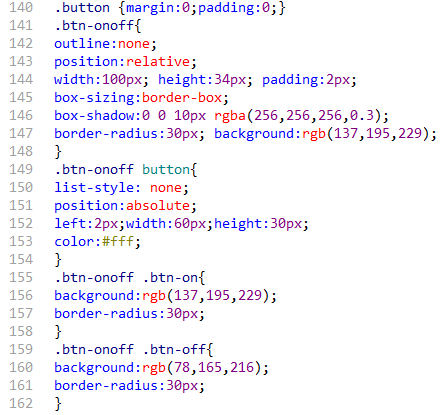 140 .button {margin:0;padding:0;}
141 .btn-onoff{
142 outline:none;
143 position:relative;
144 width:100px; height:34px; padding:2px;
145 box-sizing:border-box;
146 box-shadow:0 0 10px rgba(256,256,256,0.3);
147 border-radius:30px; background:rgb(137,195,229);
148 }
149 .btn-onoff button{
150 list-style: none;
151 position:absolute;
152 left:2px;width:60px;height:30px;
153 color:#fff;
154 }
155 .btn-onoff .btn-on{
156 background:rgb(137,195,229);
157 border-radius:30px;
158 }
159 .btn-onoff .btn-off{
160 background:rgb(78,165,216);
161 border-radius:30px;
162 }